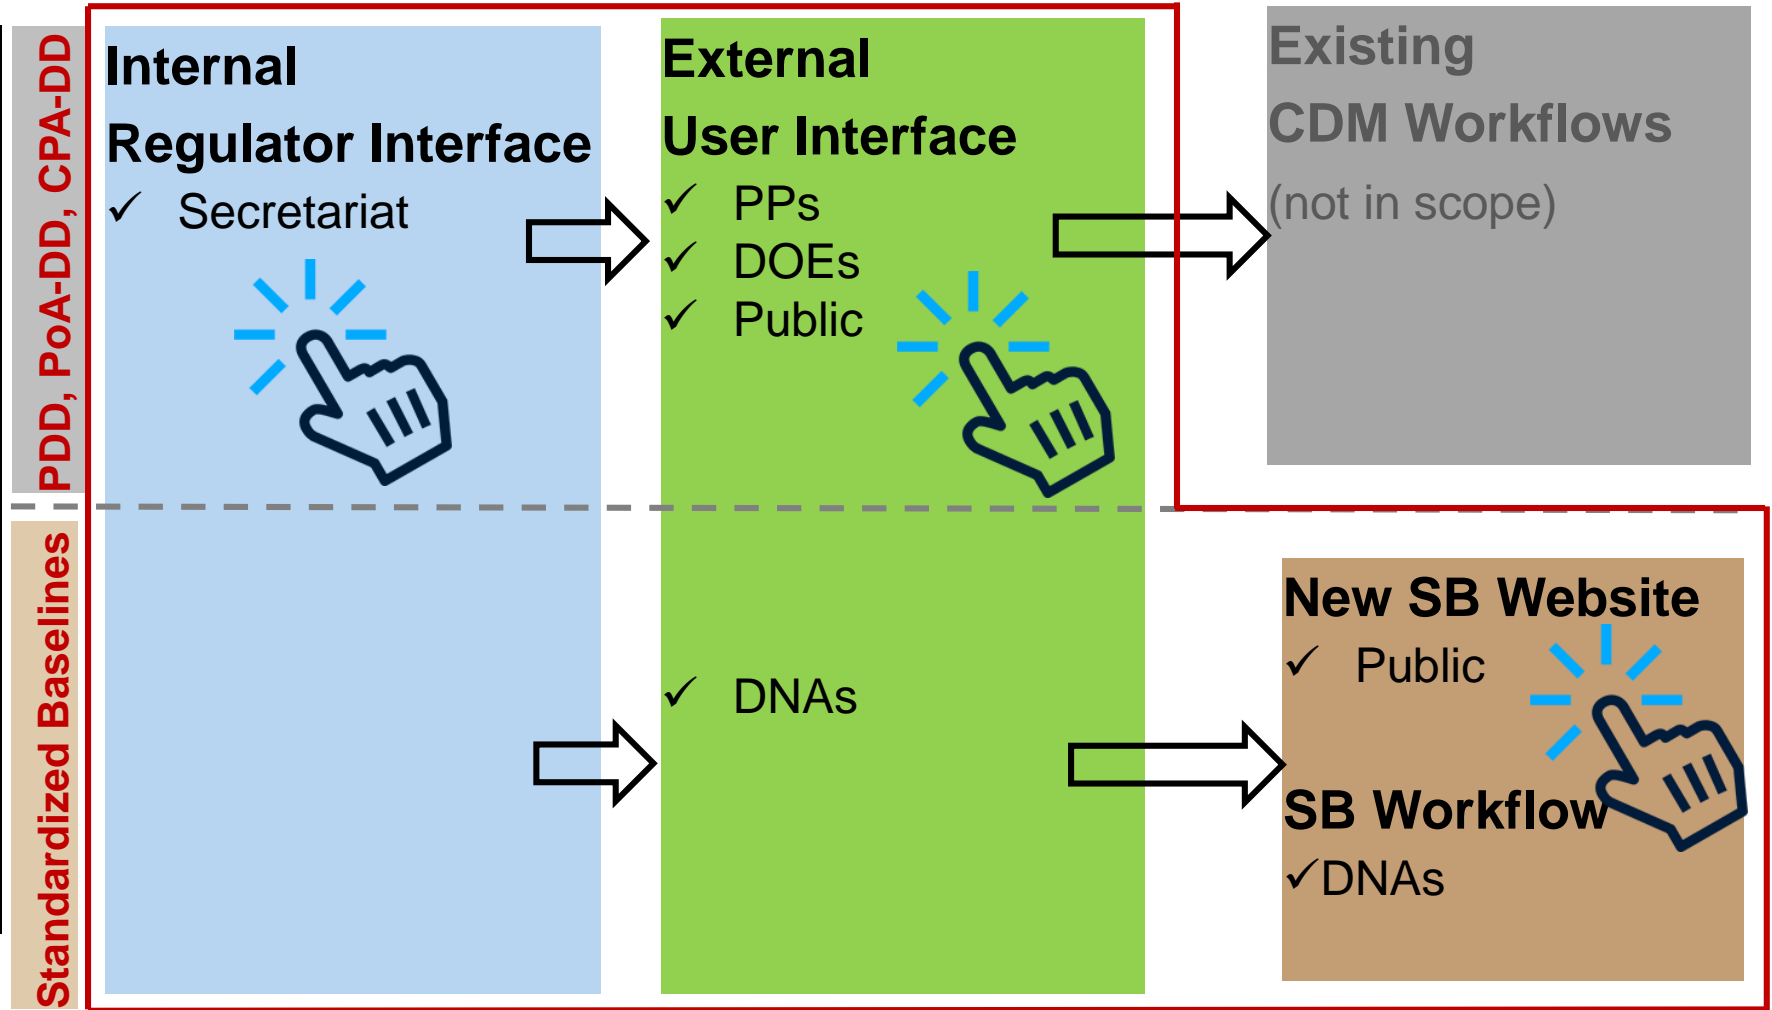 PDD, PoA-DD, CPA-DD
Internal
Regulator Interface
✓ Secretariat
External
User Interface
✓ PPs
✓ DOEs
✓ Public
Existing
CDM Workflows
(not in scope)
Standardized Baselines
✓ DNAs
New SB Website
✓ Public
SB Workflow
✓DNAs